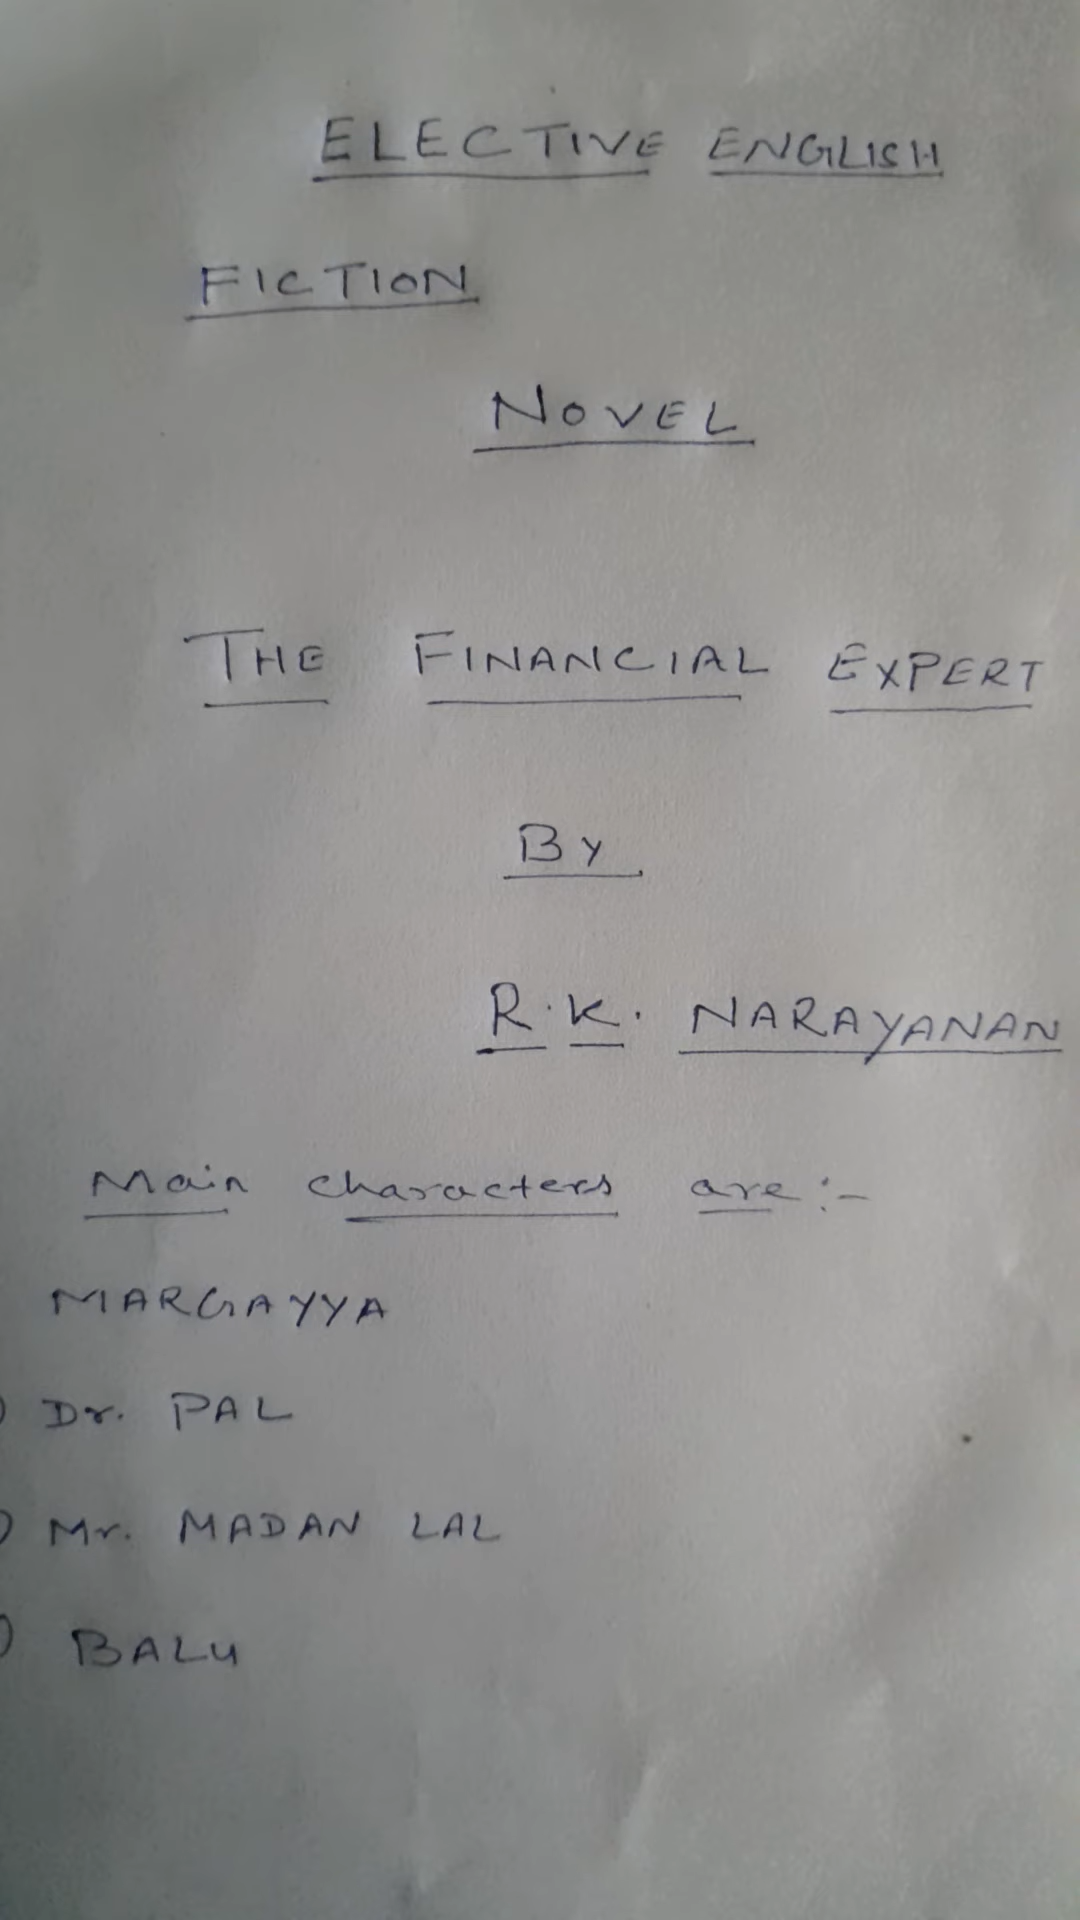 ELECTIVE ENGLISH
FICTION
NOVEL
THE FINANCIAL EXPERT
By
R.K. NARAYANAN
Main characters are:-
MARGAYYA
) Dr. PAL
) Mr. MADAN LAL
) BALU